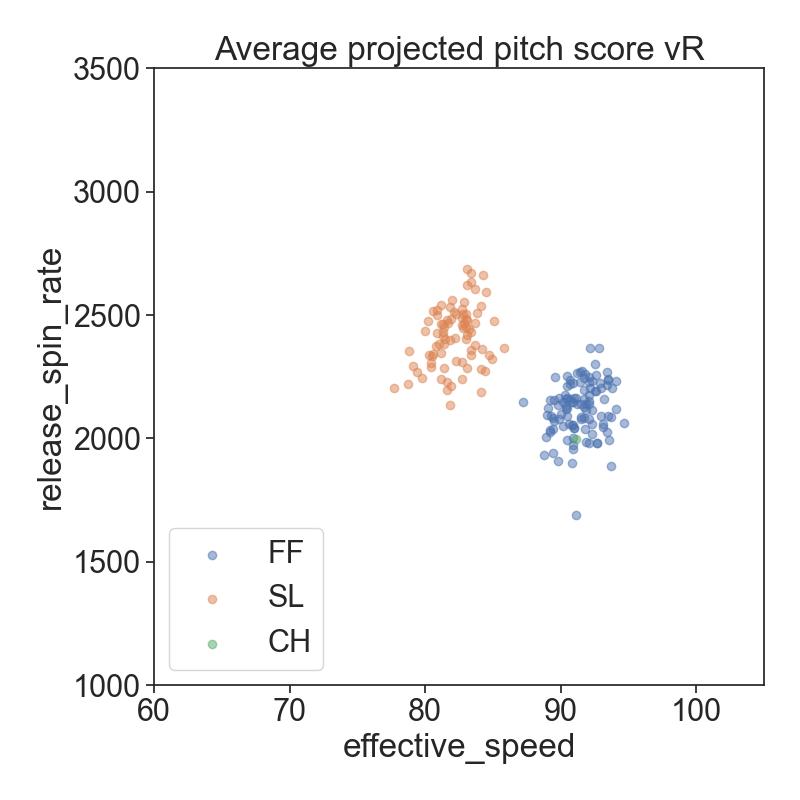 Average projected pitch score vR
3500
3000
2500
2000
1500
1000
release_spin_rate
FF
SL
CH
60 70 80 90 100
effective_speed